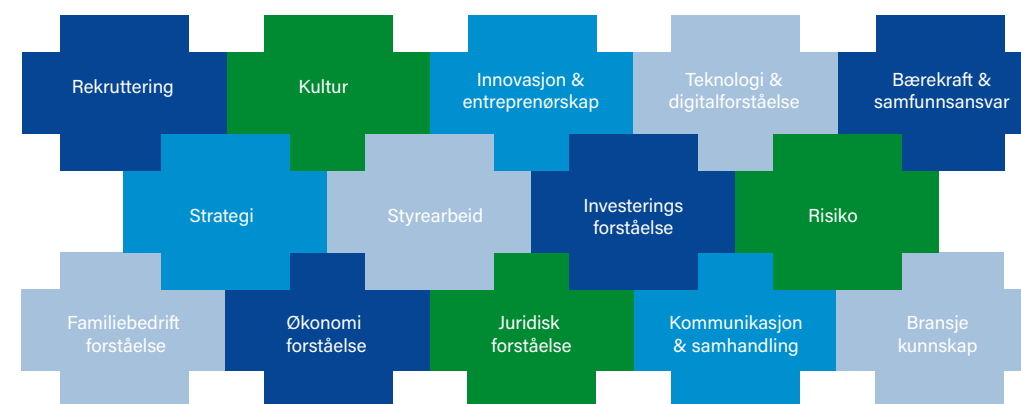 Rekruttering
Kultur
Innovasjon &
entreprenørskap
Teknologi &
digitalforståelse
Bærekraft &
samfunnsansvar
Strategi
Styrearbeid
Investerings
forståelse
Risiko
Familiebedrift
forståelse
Økonomi
forståelse
Juridisk
forståelse
Kommunikasjon
& samhandling
Bransje
kunnskap